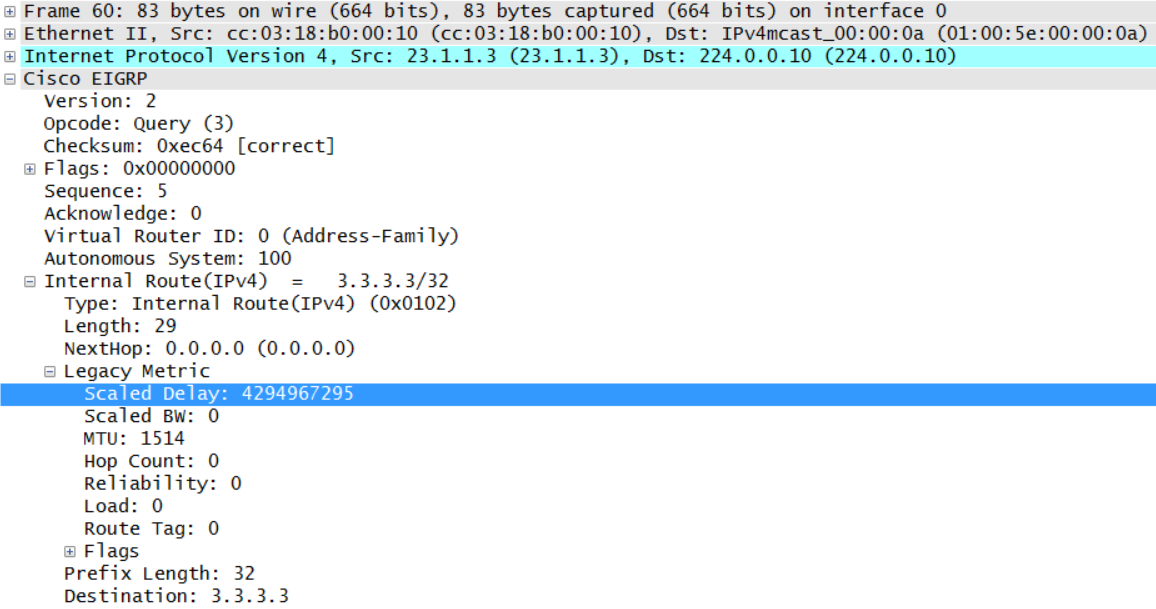 Frame 60: 83 bytes on wire (664 bits), 83 bytes captured (664 bits) on interface 0
Ethernet II, Src: cc:03:18:b0:00:10 (cc:03:18:b0:00:10), Dst: IPv4mcast_00:00:0a (01:00:5e:00:00:0a)
Internet Protocol Version 4, Src: 23.1.1.3 (23.1.1.3), Dst: 224.0.0.10 (224.0.0.10)
Cisco EIGRP
Version: 2
Opcode: Query (3)
Checksum: 0xec64 [correct]
Flags: 0x00000000
Sequence: 5
Acknowledge: 0
Virtual Router ID: 0 (Address-Family)
Autonomous System: 100
Internal Route(IPv4)  =   3.3.3.3/32
Type: Internal Route(IPv4) (0x0102)
Length: 29
NextHop: 0.0.0.0 (0.0.0.0)
Legacy Metric
Scaled Delay: 4294967295
Scaled BW: 0
MTU: 1514
Hop Count: 0
Reliability: 0
Load: 0
Route Tag: 0
Flags
Prefix Length: 32
Destination: 3.3.3.3